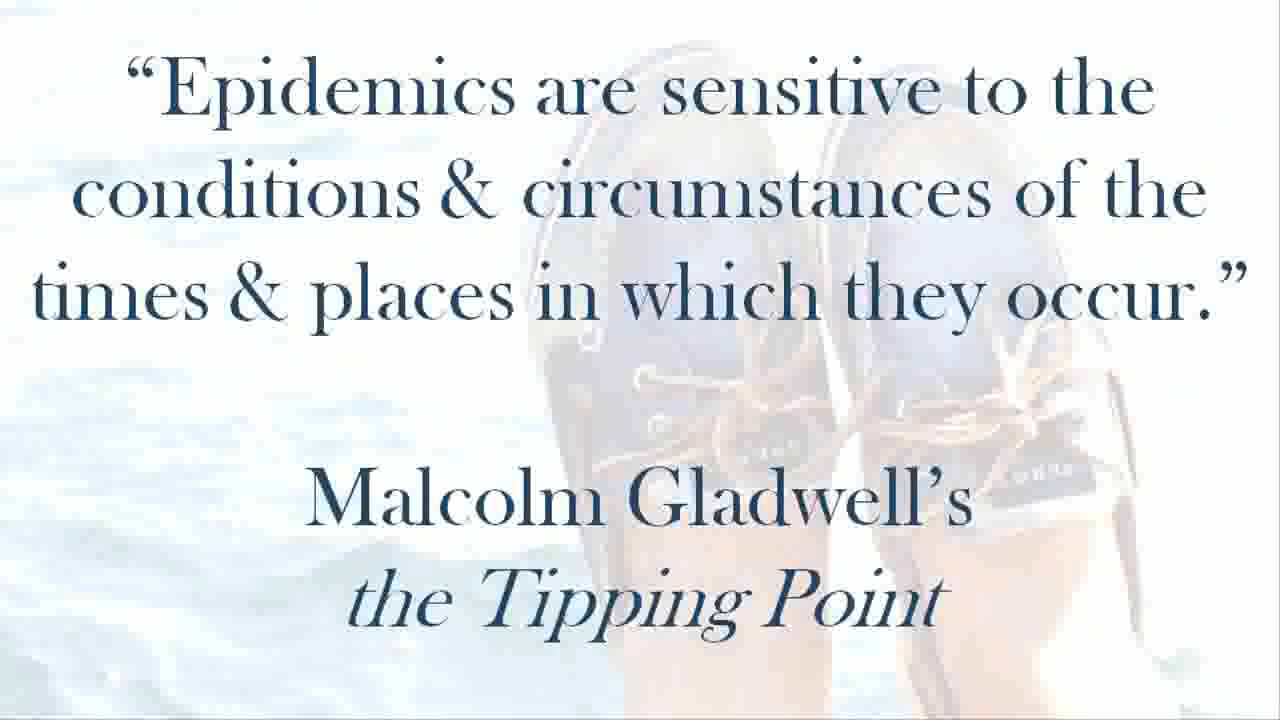 “Epidemics are sensitive to the
conditions & circumstances of the
times & places in which they occur.”
Malcolm Gladwell’s
the Tipping Point